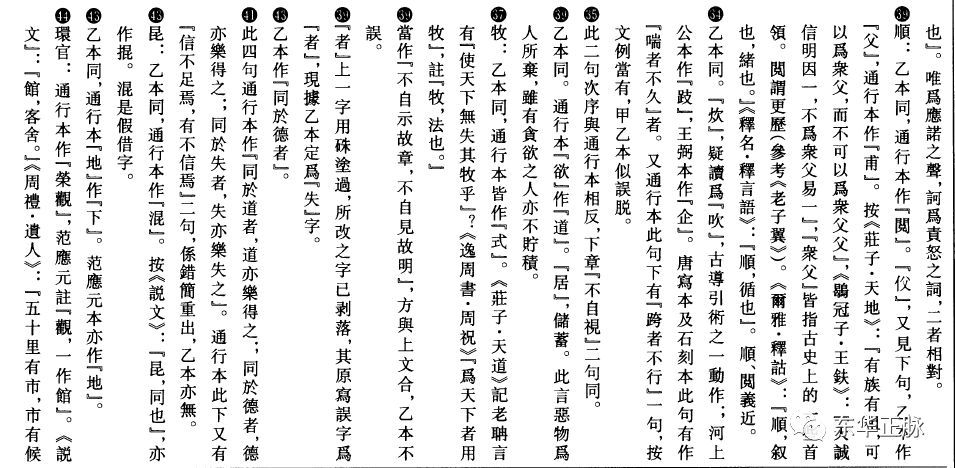 也』。唯爲應諾之聲,訶爲責怒之詞,二者相對。
㊴順:乙本同,通行本作『閲』。『仪』,又見下句,乙本作
『父』,通行本作『甫』。按《莊子·天地》:『有族有祖,可
以爲衆父,而不可以爲衆父父』,《鶡冠子·王鈇》:『天誠
信明因一,不爲衆父易一』,『衆父』皆指古史上的首
領。閲謂更歷(參考《老子翼》)。《爾雅·釋詁》:『順,叙
也,緒也。』《釋名·釋言語》:『順,循也』。順、閲義近。
㉞乙本同。『炊』,疑讀爲『吹』,古導引術之一動作;河上
公本作『跂』,王弼本作『企』。唐寫本及石刻本此句有作
『喘者不久』者。又通行本此句下有『跨者不行』一句,按
文例當有,甲乙本似誤脱。
㉟此二句次序與通行本相反,下章『不自視』二句同。
㊴乙本同。通行本『欲』作『道』。『居』,儲蓄。此言惡物爲
人所棄,雖有貪欲之人亦不貯積。
㊲牧:乙本同,通行本皆作『式』。《莊子·天道》記老聃言
有『使天下無失其牧乎』?《逸周書·周祝》『爲天下者用
牧』,註『牧,法也。』
㊴當作『不自示故章,不自見故明』,方與上文合,乙本不
誤。
㊴『者』上一字用硃塗過,所改之字已剥落,其原寫誤字爲
『者』,現據乙本定爲『失』字。
㊸乙本作『同於德者』。
㊶此四句通行本作『同於道者,道亦樂得之;同於德者,德
亦樂得之;同於失者,失亦樂失之』。通行本此下又有
『信不足焉,有不信焉』二句,係錯簡重出,乙本亦無。
㊸昆:乙本同,通行本作『混』。按《説文》:『昆,同也』,亦
作掍。混是假借字。
㊸乙本同,通行本『地』作『下』。范應元本亦作『地』。
㊹環官:通行本作『榮觀』,范應元註『觀,一作館』。《説
文』:『館,客舍。』《周禮·遺人》:『五十里有市,市有候
东华正脉